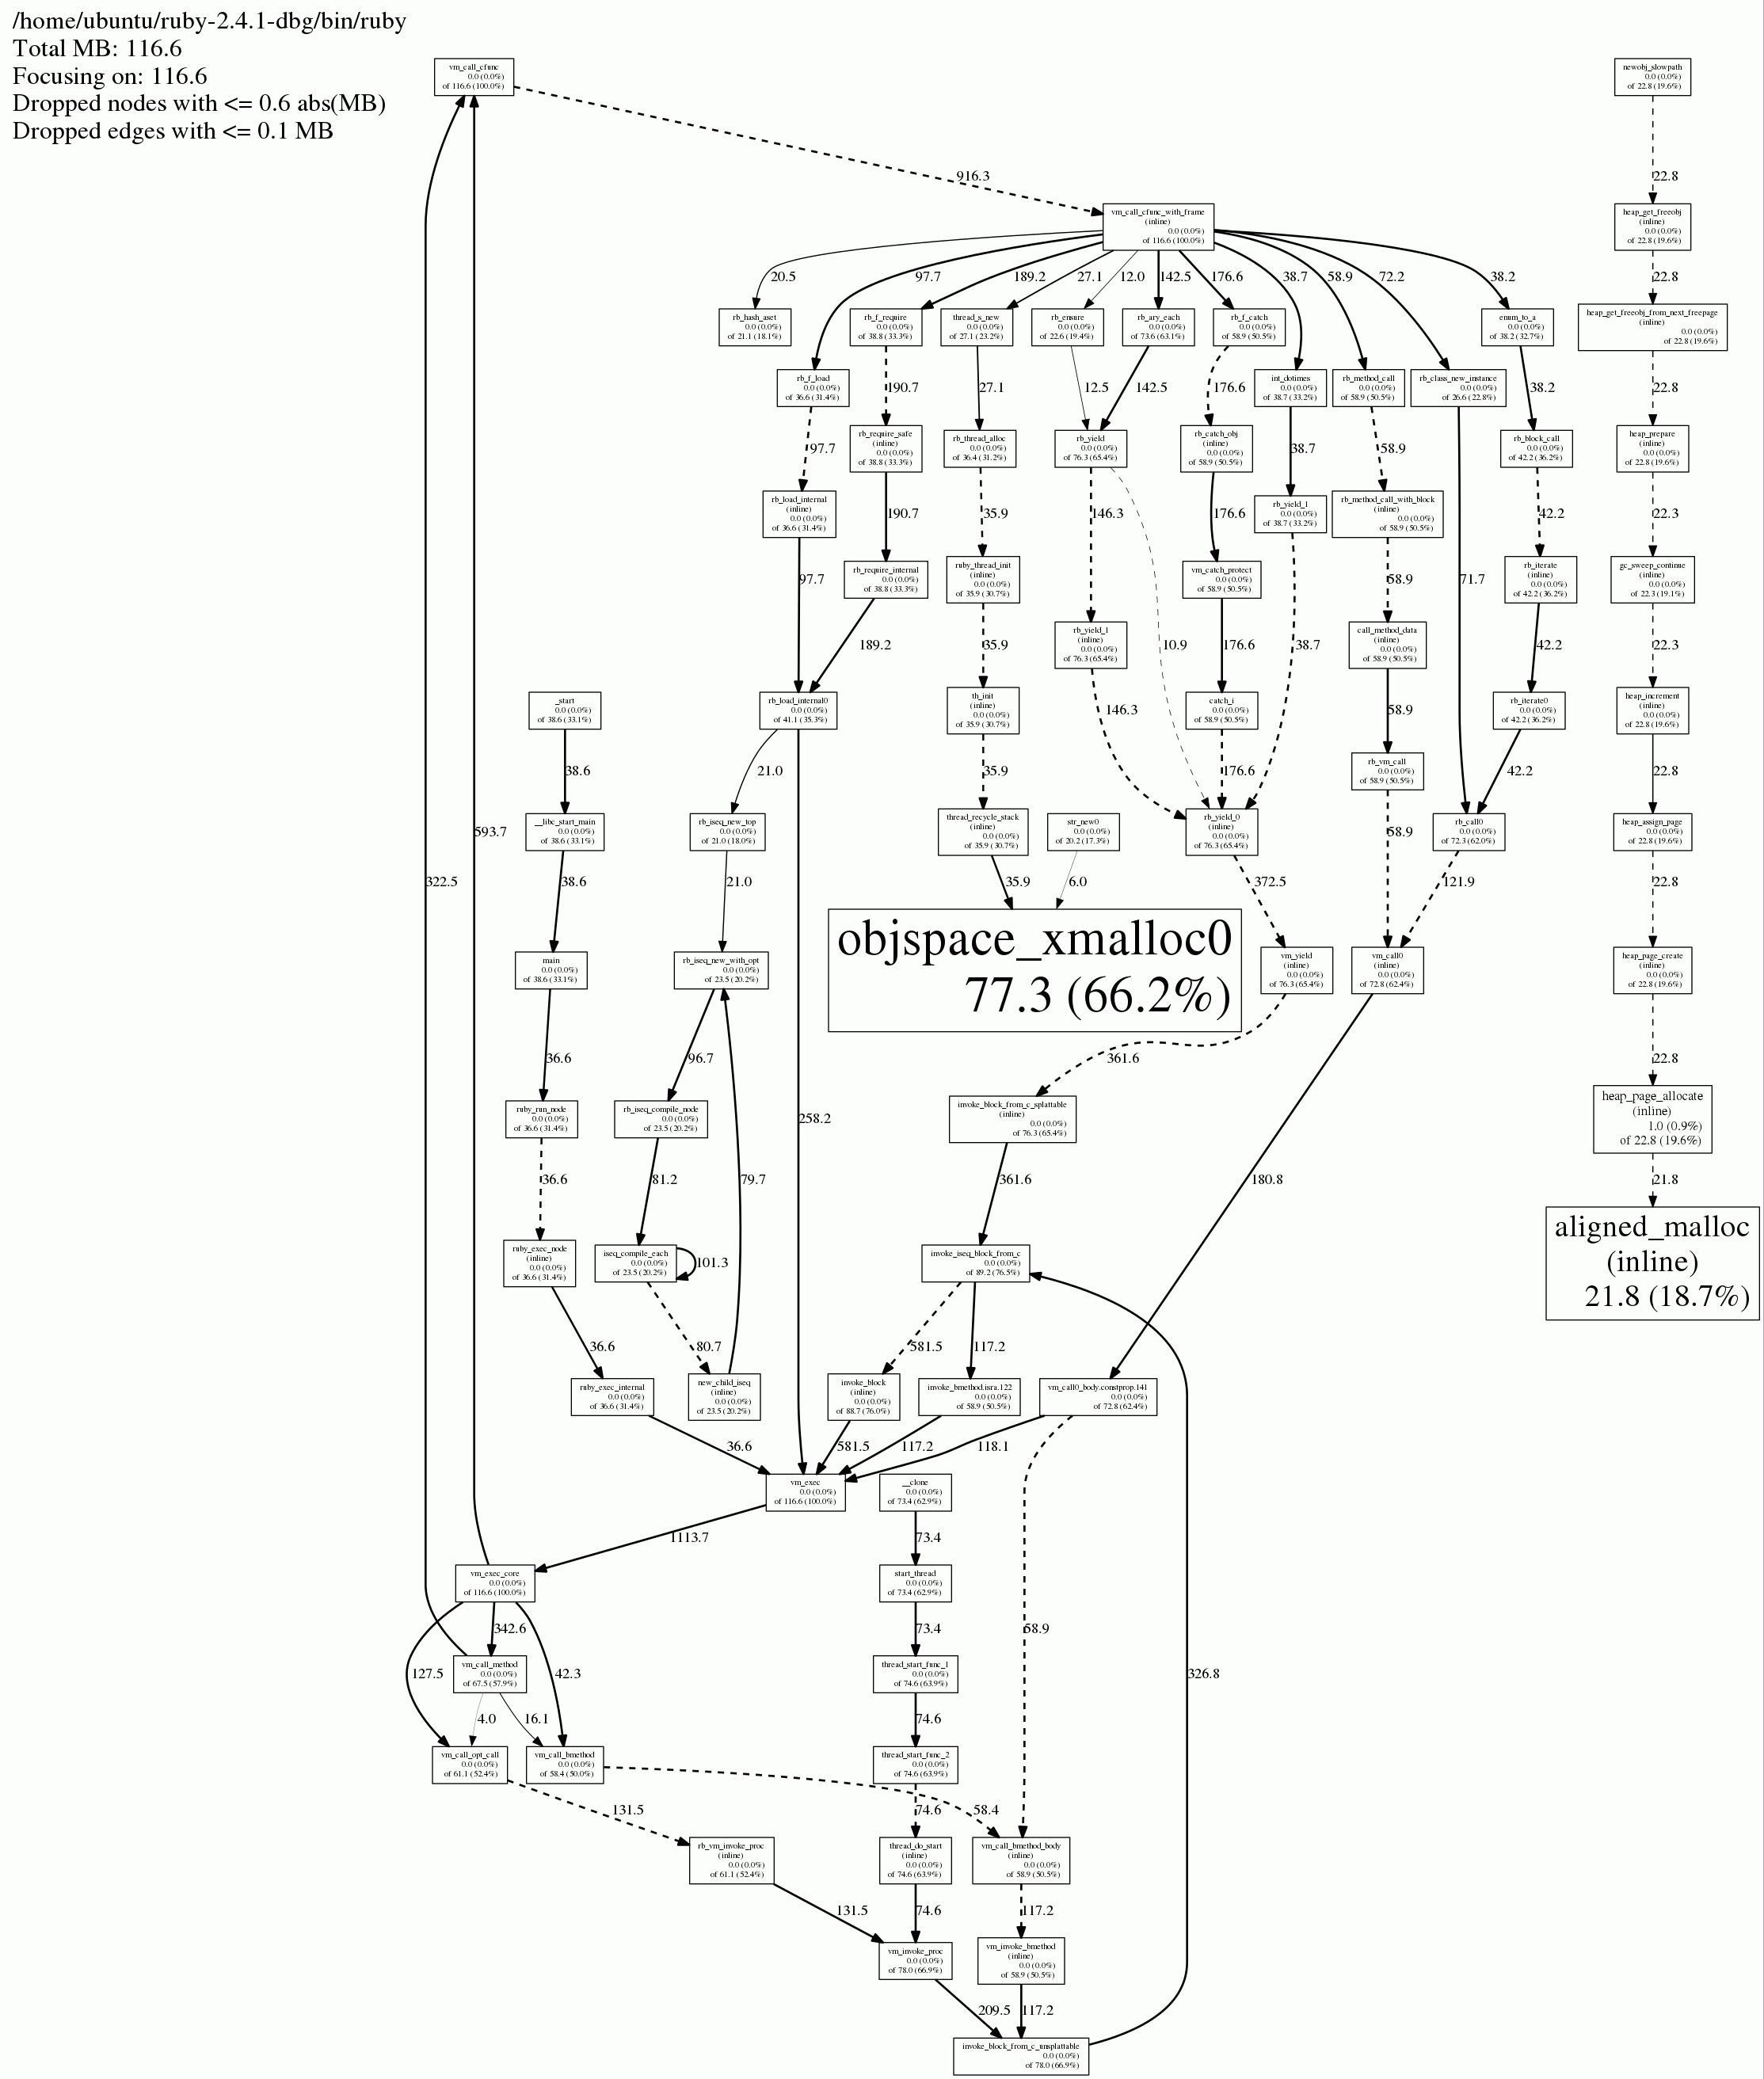 /home/ubuntu/ruby-2.4.1-dbg/bin/ruby
Total MB: 116.6
Focusing on: 116.6
Dropped nodes with <= 0.6 abs(MB)
Dropped edges with <= 0.1 MB
vm_call_cfunc
0.0 (0.0%)
of 116.6 (100.0%)
newobj_slowpath
0.0 (0.0%)
of 22.8 (19.6%)
916.3
22.8
vm_call_cfunc_with_frame
(inline)
0.0 (0.0%)
of 116.6 (100.0%)
heap_get_freeobj
(inline)
0.0 (0.0%)
of 22.8 (19.6%)
20.5
97.7
189.2
27.1
12.0
142.5
176.6
38.7
58.9
72.2
38.2
22.8
rb_hash_aset
0.0 (0.0%)
of 21.1 (18.1%)
rb_f_require
0.0 (0.0%)
of 38.8 (33.3%)
thread_s_new
0.0 (0.0%)
of 27.1 (23.2%)
rb_ensure
0.0 (0.0%)
of 22.6 (19.4%)
rb_ary_each
0.0 (0.0%)
of 73.6 (63.1%)
rb_f_catch
0.0 (0.0%)
of 58.9 (50.5%)
enum_to_a
0.0 (0.0%)
of 38.2 (32.7%)
heap_get_freeobj_from_next_freepage
(inline)
0.0 (0.0%)
of 22.8 (19.6%)
rb_f_load
0.0 (0.0%)
of 36.6 (31.4%)
190.7
27.1
12.5
142.5
176.6
int_dotimes
0.0 (0.0%)
of 38.7 (33.2%)
rb_method_call
0.0 (0.0%)
of 58.9 (50.5%)
rb_class_new_instance
0.0 (0.0%)
of 26.6 (22.8%)
38.2
22.8
97.7
rb_require_safe
(inline)
0.0 (0.0%)
of 38.8 (33.3%)
rb_thread_alloc
0.0 (0.0%)
of 36.4 (31.2%)
rb_yield
0.0 (0.0%)
of 76.3 (65.4%)
rb_catch_obj
(inline)
0.0 (0.0%)
of 58.9 (50.5%)
38.7
58.9
rb_block_call
0.0 (0.0%)
of 42.2 (36.2%)
heap_prepare
(inline)
0.0 (0.0%)
of 22.8 (19.6%)
rb_load_internal
(inline)
0.0 (0.0%)
of 36.6 (31.4%)
190.7
35.9
146.3
176.6
rb_yield_1
0.0 (0.0%)
of 38.7 (33.2%)
rb_method_call_with_block
(inline)
0.0 (0.0%)
of 58.9 (50.5%)
42.2
22.3
97.7
rb_require_internal
0.0 (0.0%)
of 38.8 (33.3%)
ruby_thread_init
(inline)
0.0 (0.0%)
of 35.9 (30.7%)
vm_catch_protect
0.0 (0.0%)
of 58.9 (50.5%)
58.9
71.7
rb_iterate
(inline)
0.0 (0.0%)
of 42.2 (36.2%)
gc_sweep_continue
(inline)
0.0 (0.0%)
of 22.3 (19.1%)
189.2
35.9
rb_yield_1
(inline)
0.0 (0.0%)
of 76.3 (65.4%)
10.9
176.6
38.7
call_method_data
(inline)
0.0 (0.0%)
of 58.9 (50.5%)
42.2
22.3
_start
0.0 (0.0%)
of 38.6 (33.1%)
rb_load_internal0
0.0 (0.0%)
of 41.1 (35.3%)
th_init
(inline)
0.0 (0.0%)
of 35.9 (30.7%)
146.3
catch_i
0.0 (0.0%)
of 58.9 (50.5%)
58.9
rb_iterate0
0.0 (0.0%)
of 42.2 (36.2%)
heap_increment
(inline)
0.0 (0.0%)
of 22.8 (19.6%)
38.6
21.0
35.9
176.6
rb_vm_call
0.0 (0.0%)
of 58.9 (50.5%)
42.2
22.8
593.7
__libc_start_main
0.0 (0.0%)
of 38.6 (33.1%)
rb_iseq_new_top
0.0 (0.0%)
of 21.0 (18.0%)
thread_recycle_stack
(inline)
0.0 (0.0%)
of 35.9 (30.7%)
str_new0
0.0 (0.0%)
of 20.2 (17.3%)
rb_yield_0
(inline)
0.0 (0.0%)
of 76.3 (65.4%)
58.9
rb_call0
0.0 (0.0%)
of 72.3 (62.0%)
heap_assign_page
0.0 (0.0%)
of 22.8 (19.6%)
322.5
38.6
21.0
35.9
6.0
372.5
121.9
22.8
main
0.0 (0.0%)
of 38.6 (33.1%)
rb_iseq_new_with_opt
0.0 (0.0%)
of 23.5 (20.2%)
objspace_xmalloc0
77.3 (66.2%)
vm_yield
(inline)
0.0 (0.0%)
of 76.3 (65.4%)
vm_call0
(inline)
0.0 (0.0%)
of 72.8 (62.4%)
heap_page_create
(inline)
0.0 (0.0%)
of 22.8 (19.6%)
36.6
96.7
361.6
22.8
ruby_run_node
0.0 (0.0%)
of 36.6 (31.4%)
rb_iseq_compile_node
0.0 (0.0%)
of 23.5 (20.2%)
258.2
invoke_block_from_c_splattable
(inline)
0.0 (0.0%)
of 76.3 (65.4%)
heap_page_allocate
(inline)
1.0 (0.9%)
of 22.8 (19.6%)
36.6
81.2
79.7
361.6
180.8
21.8
ruby_exec_node
(inline)
0.0 (0.0%)
of 36.6 (31.4%)
iseq_compile_each
0.0 (0.0%)
of 23.5 (20.2%)
101.3
invoke_iseq_block_from_c
0.0 (0.0%)
of 89.2 (76.5%)
aligned_malloc
(inline)
21.8 (18.7%)
36.6
80.7
581.5
117.2
ruby_exec_internal
0.0 (0.0%)
of 36.6 (31.4%)
new_child_iseq
(inline)
0.0 (0.0%)
of 23.5 (20.2%)
invoke_block
(inline)
0.0 (0.0%)
of 88.7 (76.0%)
invoke_bmethod.isra.122
0.0 (0.0%)
of 58.9 (50.5%)
vm_call0_body.constprop.141
0.0 (0.0%)
of 72.8 (62.4%)
36.6
581.5
117.2
118.1
vm_exec
0.0 (0.0%)
of 116.6 (100.0%)
__clone
0.0 (0.0%)
of 73.4 (62.9%)
1113.7
73.4
vm_exec_core
0.0 (0.0%)
of 116.6 (100.0%)
start_thread
0.0 (0.0%)
of 73.4 (62.9%)
342.6
73.4
58.9
127.5
vm_call_method
0.0 (0.0%)
of 67.5 (57.9%)
42.3
thread_start_func_1
0.0 (0.0%)
of 74.6 (63.9%)
326.8
4.0
16.1
74.6
vm_call_opt_call
0.0 (0.0%)
of 61.1 (52.4%)
vm_call_bmethod
0.0 (0.0%)
of 58.4 (50.0%)
thread_start_func_2
0.0 (0.0%)
of 74.6 (63.9%)
131.5
74.6
58.4
rb_vm_invoke_proc
(inline)
0.0 (0.0%)
of 61.1 (52.4%)
thread_do_start
(inline)
0.0 (0.0%)
of 74.6 (63.9%)
vm_call_bmethod_body
(inline)
0.0 (0.0%)
of 58.9 (50.5%)
131.5
74.6
117.2
vm_invoke_proc
0.0 (0.0%)
of 78.0 (66.9%)
vm_invoke_bmethod
(inline)
0.0 (0.0%)
of 58.9 (50.5%)
209.5
117.2
invoke_block_from_c_unsplattable
0.0 (0.0%)
of 78.0 (66.9%)